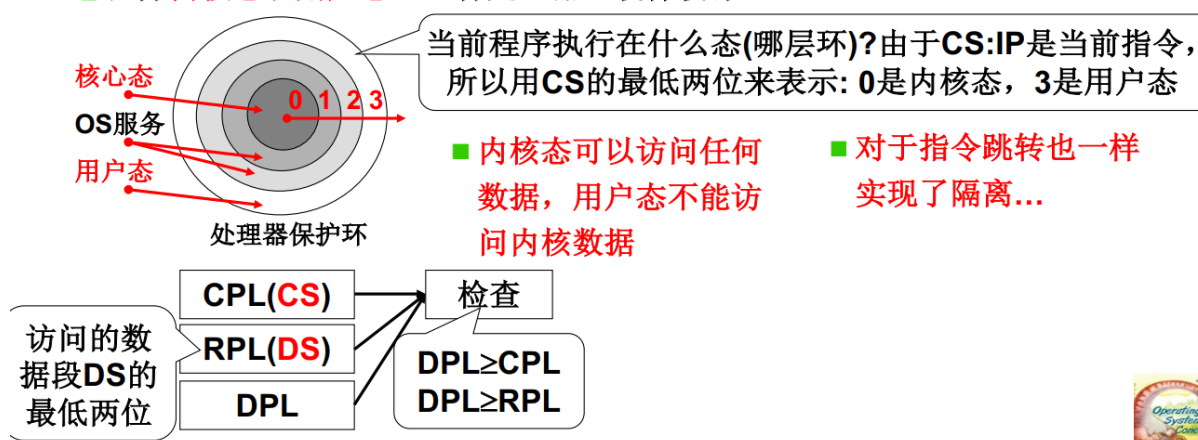 当前程序执行在什么态(哪层环)?由于CS:IP是当前指令,
所以用CS的最低两位来表示: 0是内核态，3是用户态
核心态
OS服务
用户态
0 1 2 3
处理器保护环
■ 内核态可以访问任何
数据，用户态不能访
问内核数据
■ 对于指令跳转也一样
实现了隔离...
访问的数
据段DS的
最低两位
CPL(CS)
RPL(DS)
DPL
检查
DPL≥CPL
DPL≥RPL
Operating
System